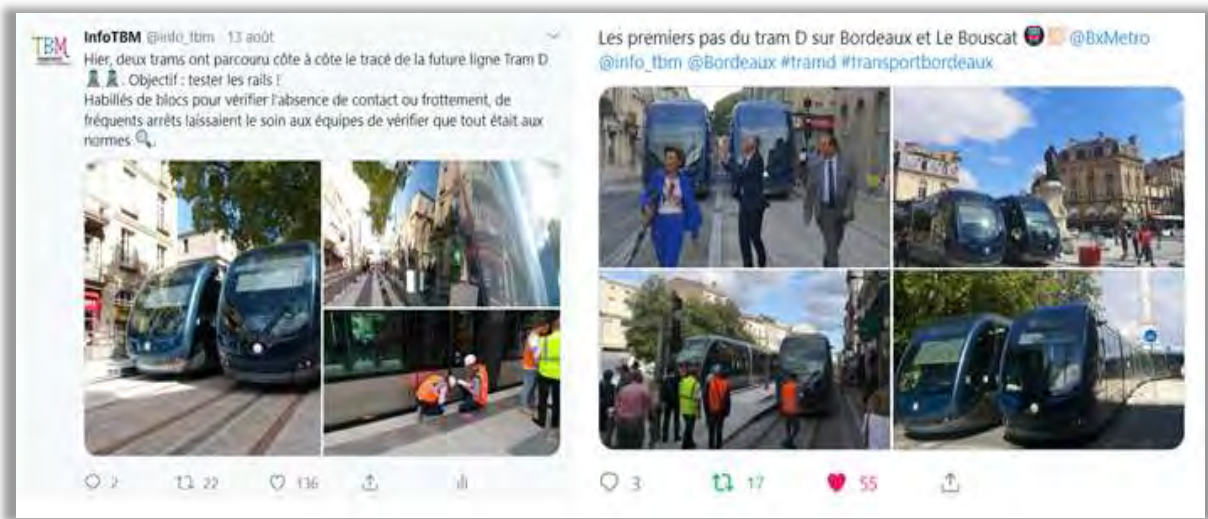 TBM
InfoTBM @info_tbm · 13 août
Hier, deux trams ont parcouru côte à côte le tracé de la future ligne Tram D
. Objectif : tester les rails !
Habillés de blocs pour vérifier l'absence de contact ou frottement, de
fréquents arrêts laissaient le soin aux équipes de vérifier que tout était aux
normes
2 22 136
Les premiers pas du tram D sur Bordeaux et Le Bouscat @BxMetro
@info_tbm @Bordeaux #tramd #transportbordeaux
3 17 55